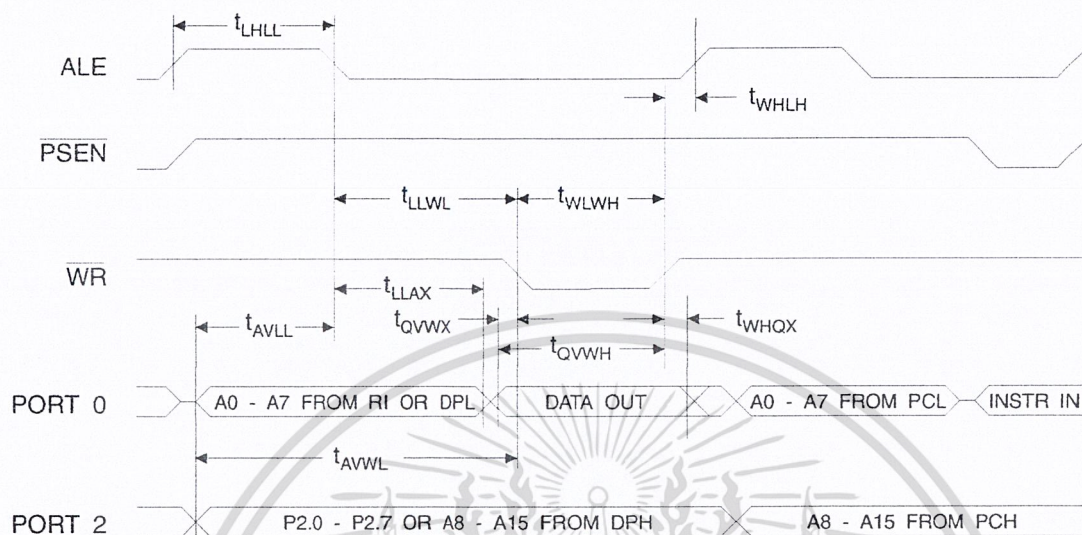 tLHLL
ALE
tWHLH
PSEN
tLLWL
tWLWH
WR
tLLAX
tAVLL
tQVWX
tWHQX
tQVWH
PORT 0
A0 - A7 FROM RI OR DPL
DATA OUT
A0 - A7 FROM PCL
INSTR IN
tAVWL
PORT 2
P2.0 - P2.7 OR A8 - A15 FROM DPH
A8 - A15 FROM PCH